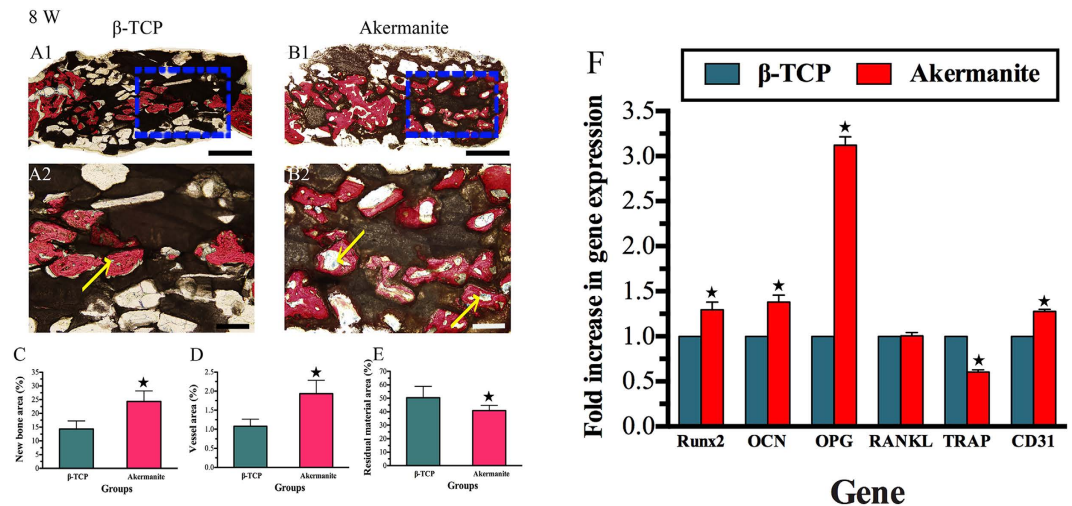 8 W
β-TCP
Akermanite
A1
B1
A2
B2
C
New bone area (%)
35
30
25
20
15
10
5
0
β-TCP
Akermanite
Groups
D
Vessel area (%)
2.5
2.0
1.5
1.0
0.5
0.0
β-TCP
Akermanite
Groups
E
Residual material area (%)
70
60
50
40
30
20
10
0
β-TCP
Akermanite
Groups
F
β-TCP
Akermanite
Fold increase in gene expression
3.5
3.0
2.5
2.0
1.5
1.0
0.5
0.0
Runx2 OCN OPG RANKL TRAP CD31
Gene